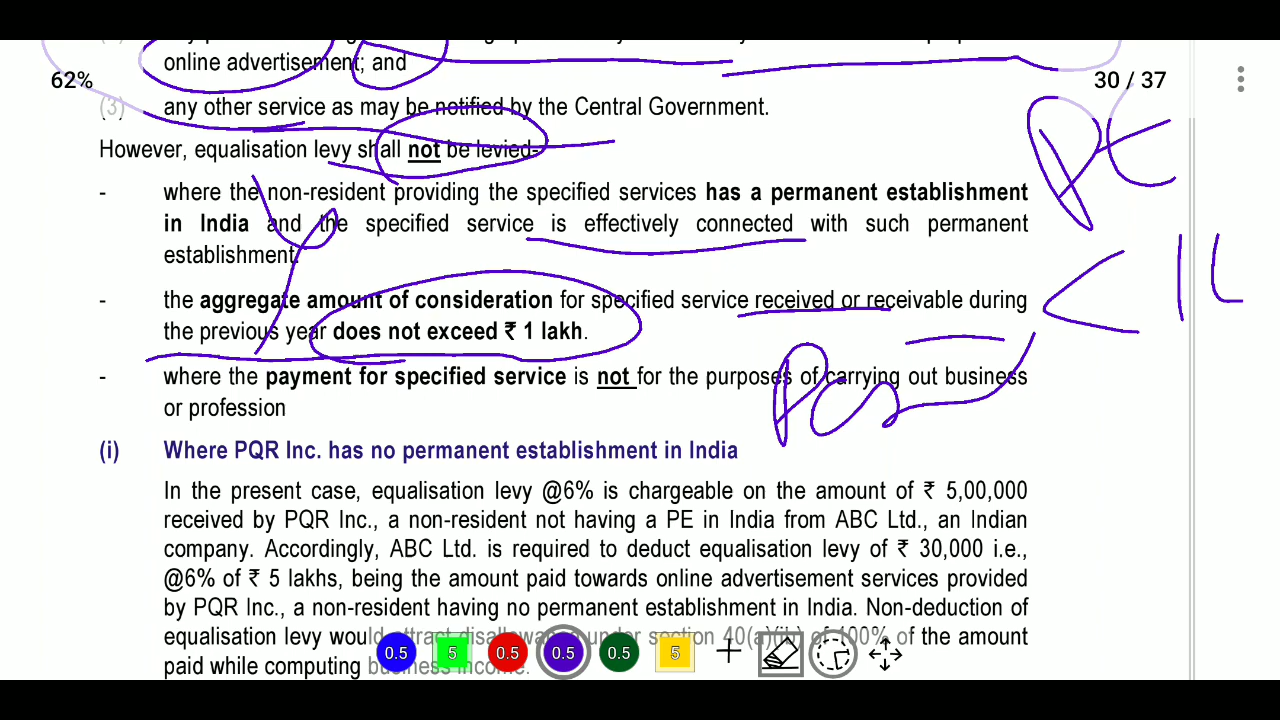 online advertisement; and
62%
30 / 37
(3) any other service as may be notified by the Central Government.
However, equalisation levy shall not be levied-
- where the non-resident providing the specified services has a permanent establishment
in India and the specified service is effectively connected with such permanent
establishment.
- the aggregate amount of consideration for specified service received or receivable during
the previous year does not exceed ₹ 1 lakh.
- where the payment for specified service is not for the purposes of carrying out business
or profession
PE
< 1L
(i) Where PQR Inc. has no permanent establishment in India
In the present case, equalisation levy @6% is chargeable on the amount of ₹ 5,00,000
received by PQR Inc., a non-resident not having a PE in India from ABC Ltd., an Indian
company. Accordingly, ABC Ltd. is required to deduct equalisation levy of ₹ 30,000 i.e.,
@6% of ₹ 5 lakhs, being the amount paid towards online advertisement services provided
by PQR Inc., a non-resident having no permanent establishment in India. Non-deduction of
equalisation levy would attract disallowance under section 40(a)(ib) of 100% of the amount
paid while computing business income.
0.5 5 0.5 0.5 0.5 5